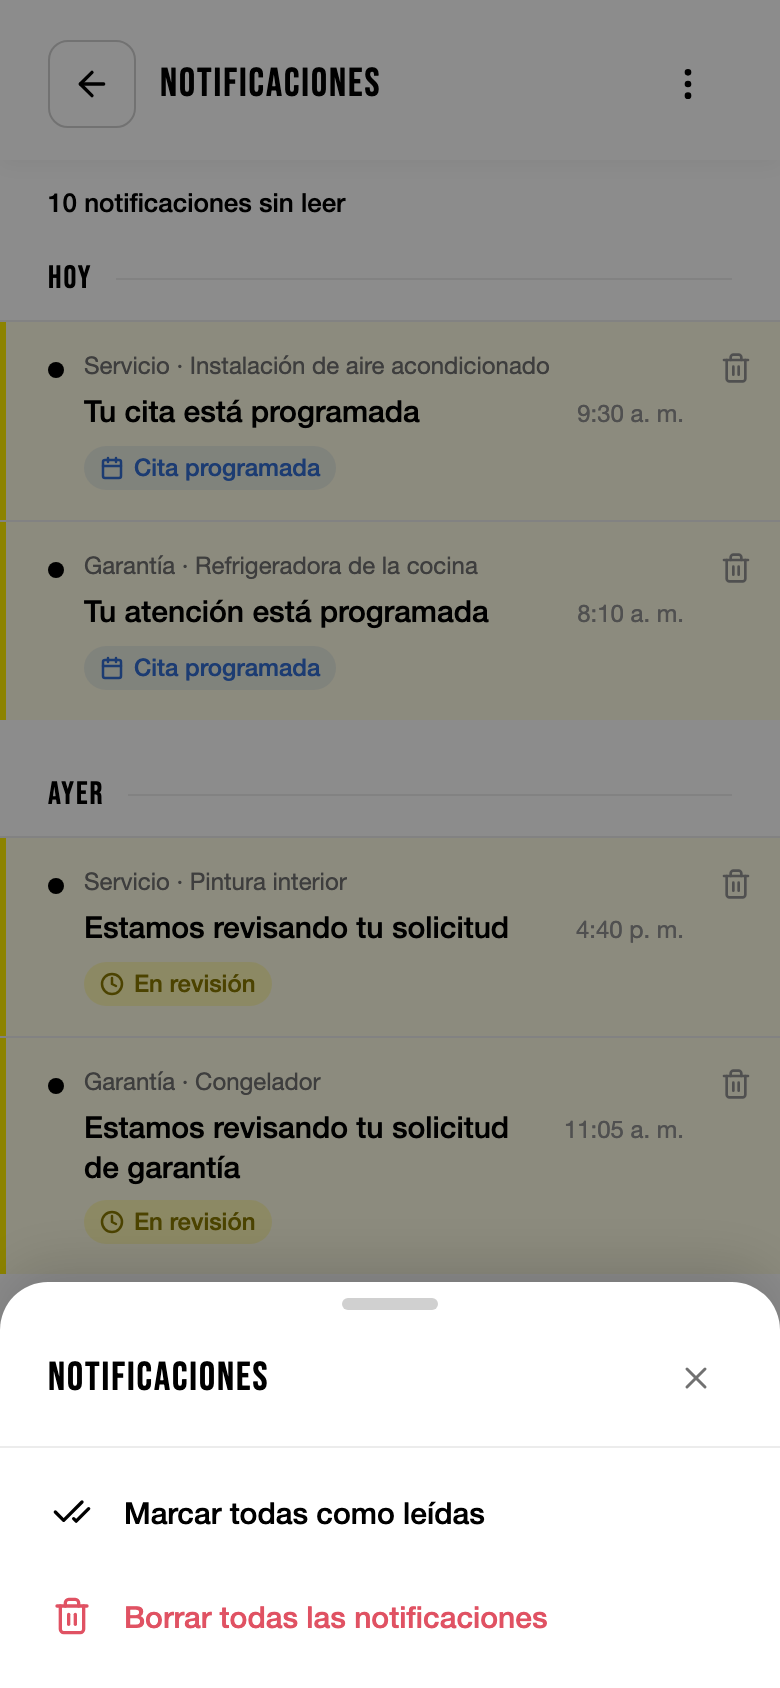 NOTIFICACIONES
10 notificaciones sin leer
HOY
Servicio · Instalación de aire acondicionado
Tu cita está programada
9:30 a. m.
Cita programada
Garantía · Refrigeradora de la cocina
Tu atención está programada
8:10 a. m.
Cita programada
AYER
Servicio · Pintura interior
Estamos revisando tu solicitud
4:40 p. m.
En revisión
Garantía · Congelador
Estamos revisando tu solicitud
11:05 a. m.
de garantía
En revisión
NOTIFICACIONES
Marcar todas como leídas
Borrar todas las notificaciones